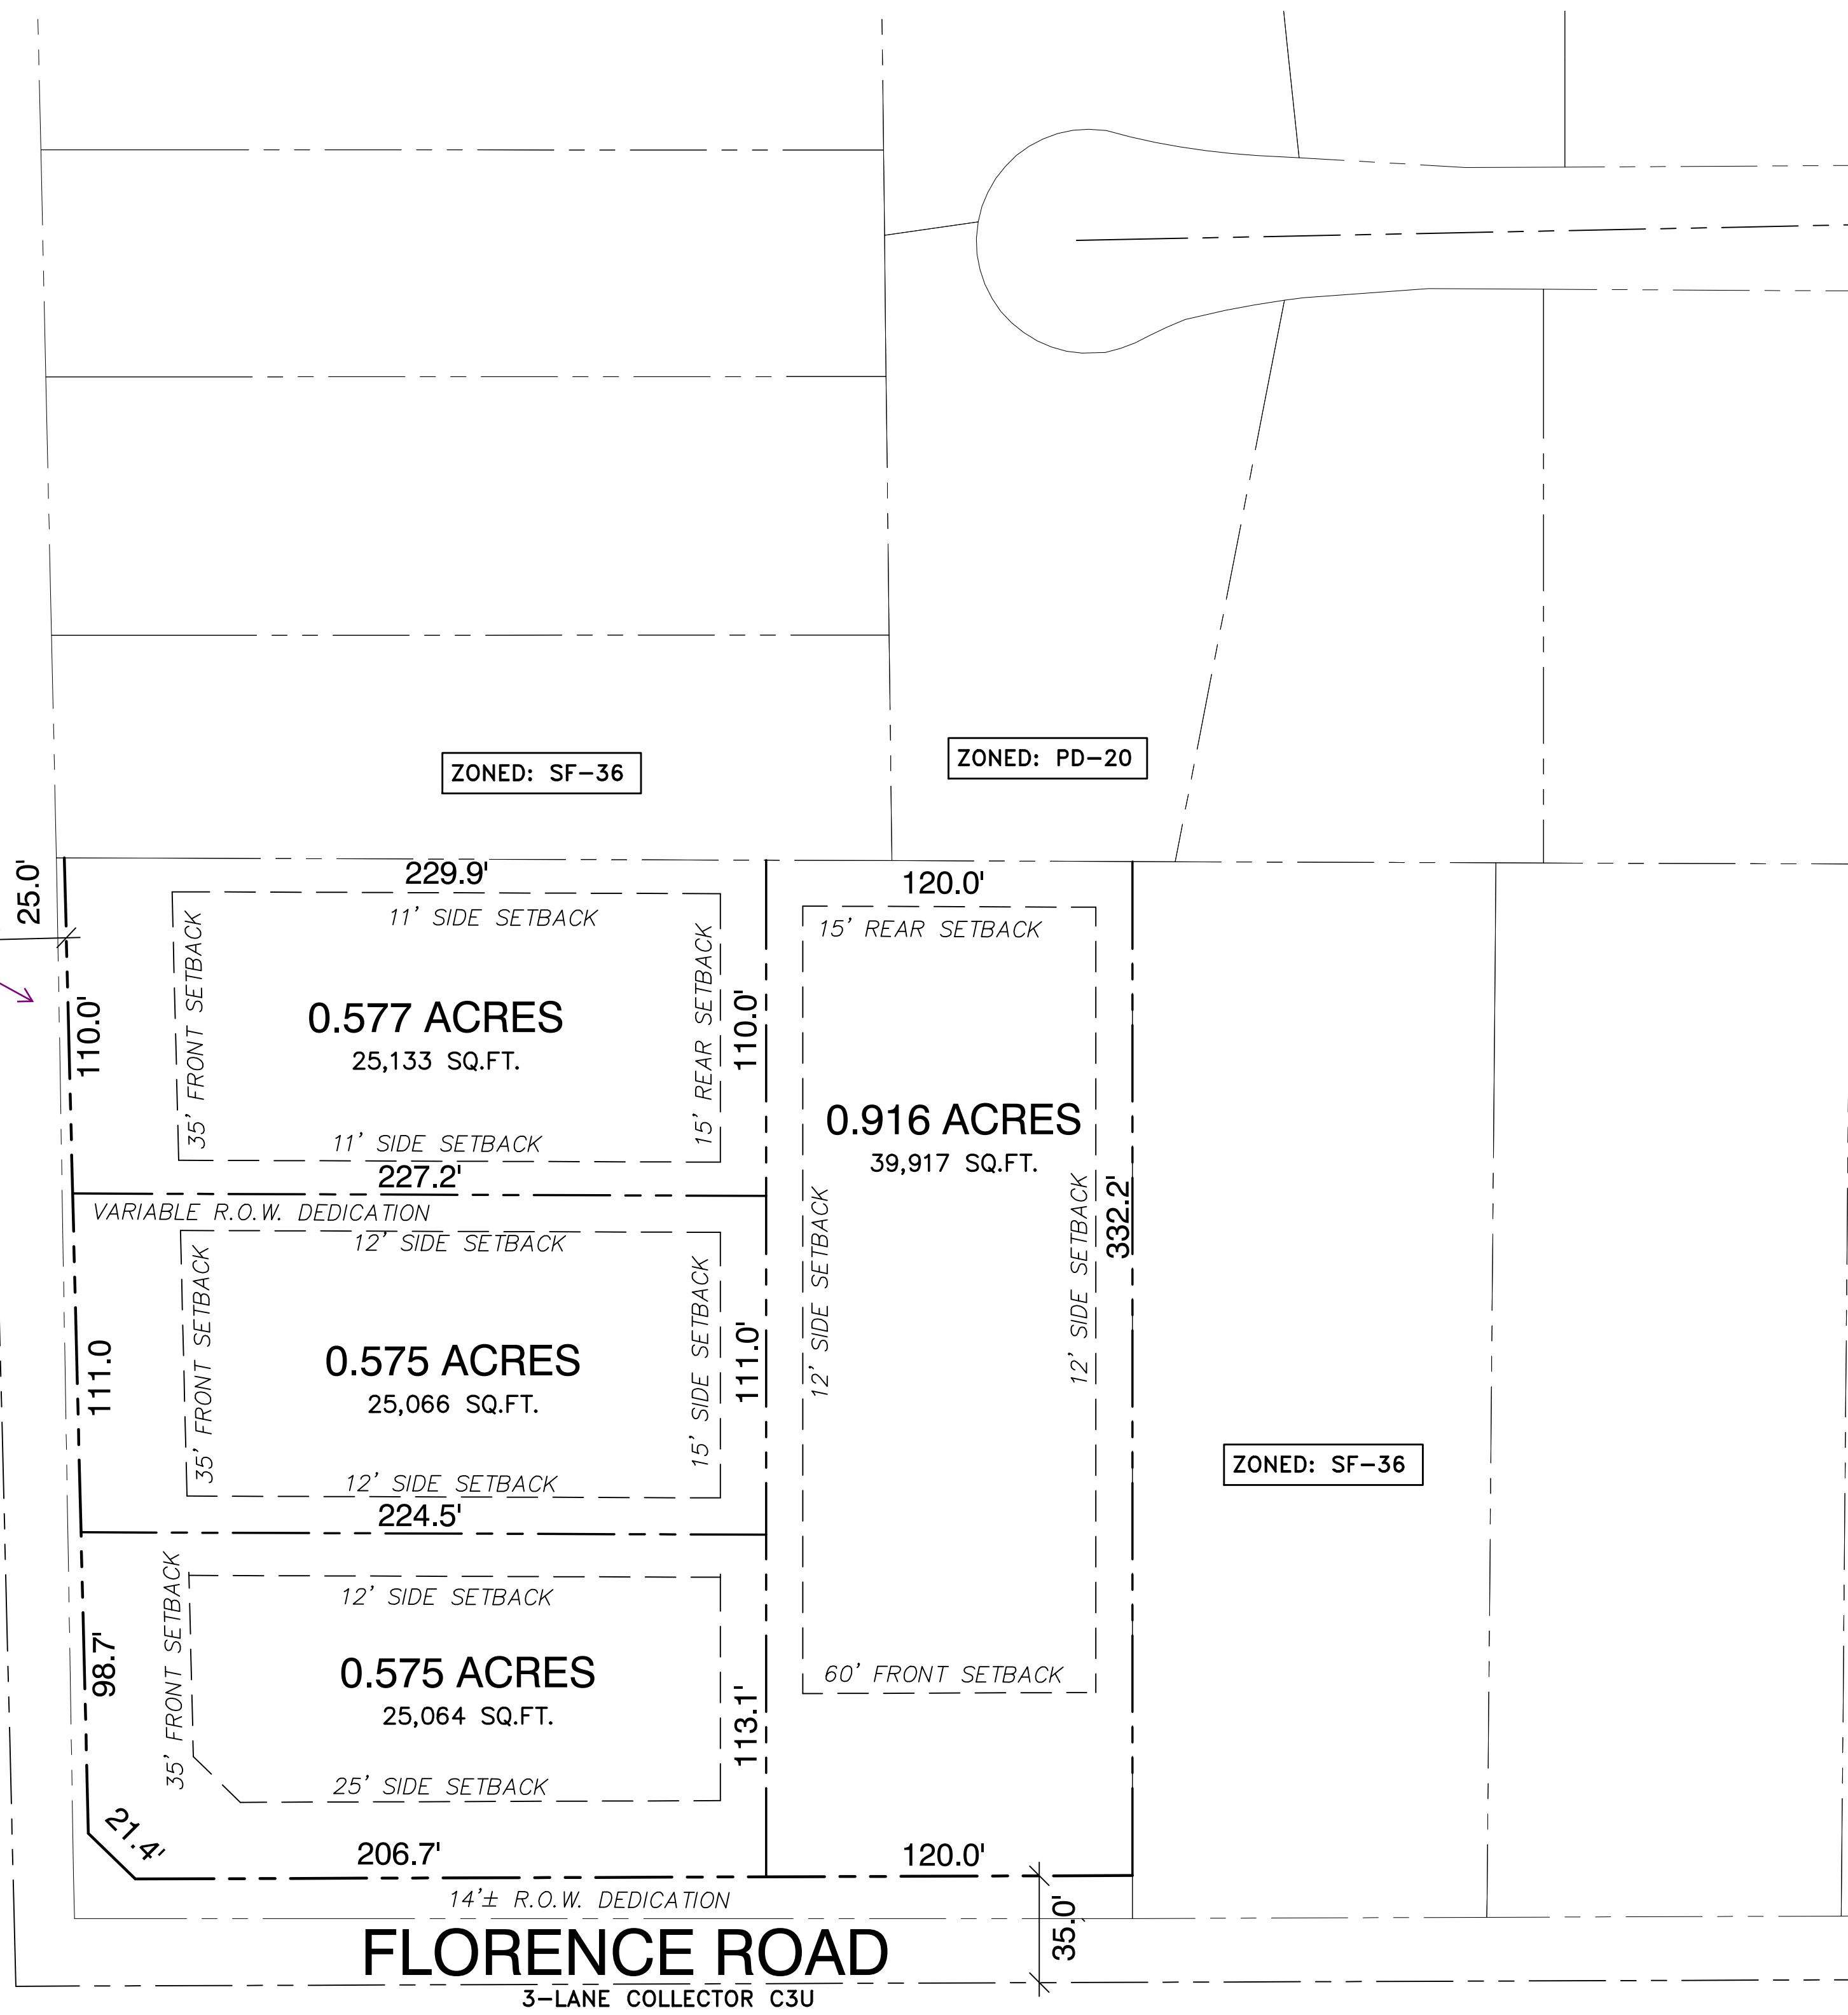 ZONED: SF-36
ZONED: PD-20
25.0'
229.9'
120.0'
11' SIDE SETBACK
15' REAR SETBACK
35' FRONT SETBACK
15' REAR SETBACK
110.0'
110.0'
0.577 ACRES
25,133 SQ.FT.
11' SIDE SETBACK
227.2'
0.916 ACRES
39,917 SQ.FT.
12' SIDE SETBACK
12' SIDE SETBACK
332.2'
VARIABLE R.O.W. DEDICATION
12' SIDE SETBACK
35' FRONT SETBACK
15' SIDE SETBACK
111.0
111.0'
0.575 ACRES
25,066 SQ.FT.
12' SIDE SETBACK
224.5'
ZONED: SF-36
12' SIDE SETBACK
35' FRONT SETBACK
98.7'
0.575 ACRES
25,064 SQ.FT.
113.1'
60' FRONT SETBACK
25' SIDE SETBACK
21.4'
206.7'
120.0'
14'± R.O.W. DEDICATION
35.0'
FLORENCE ROAD
3-LANE COLLECTOR C3U